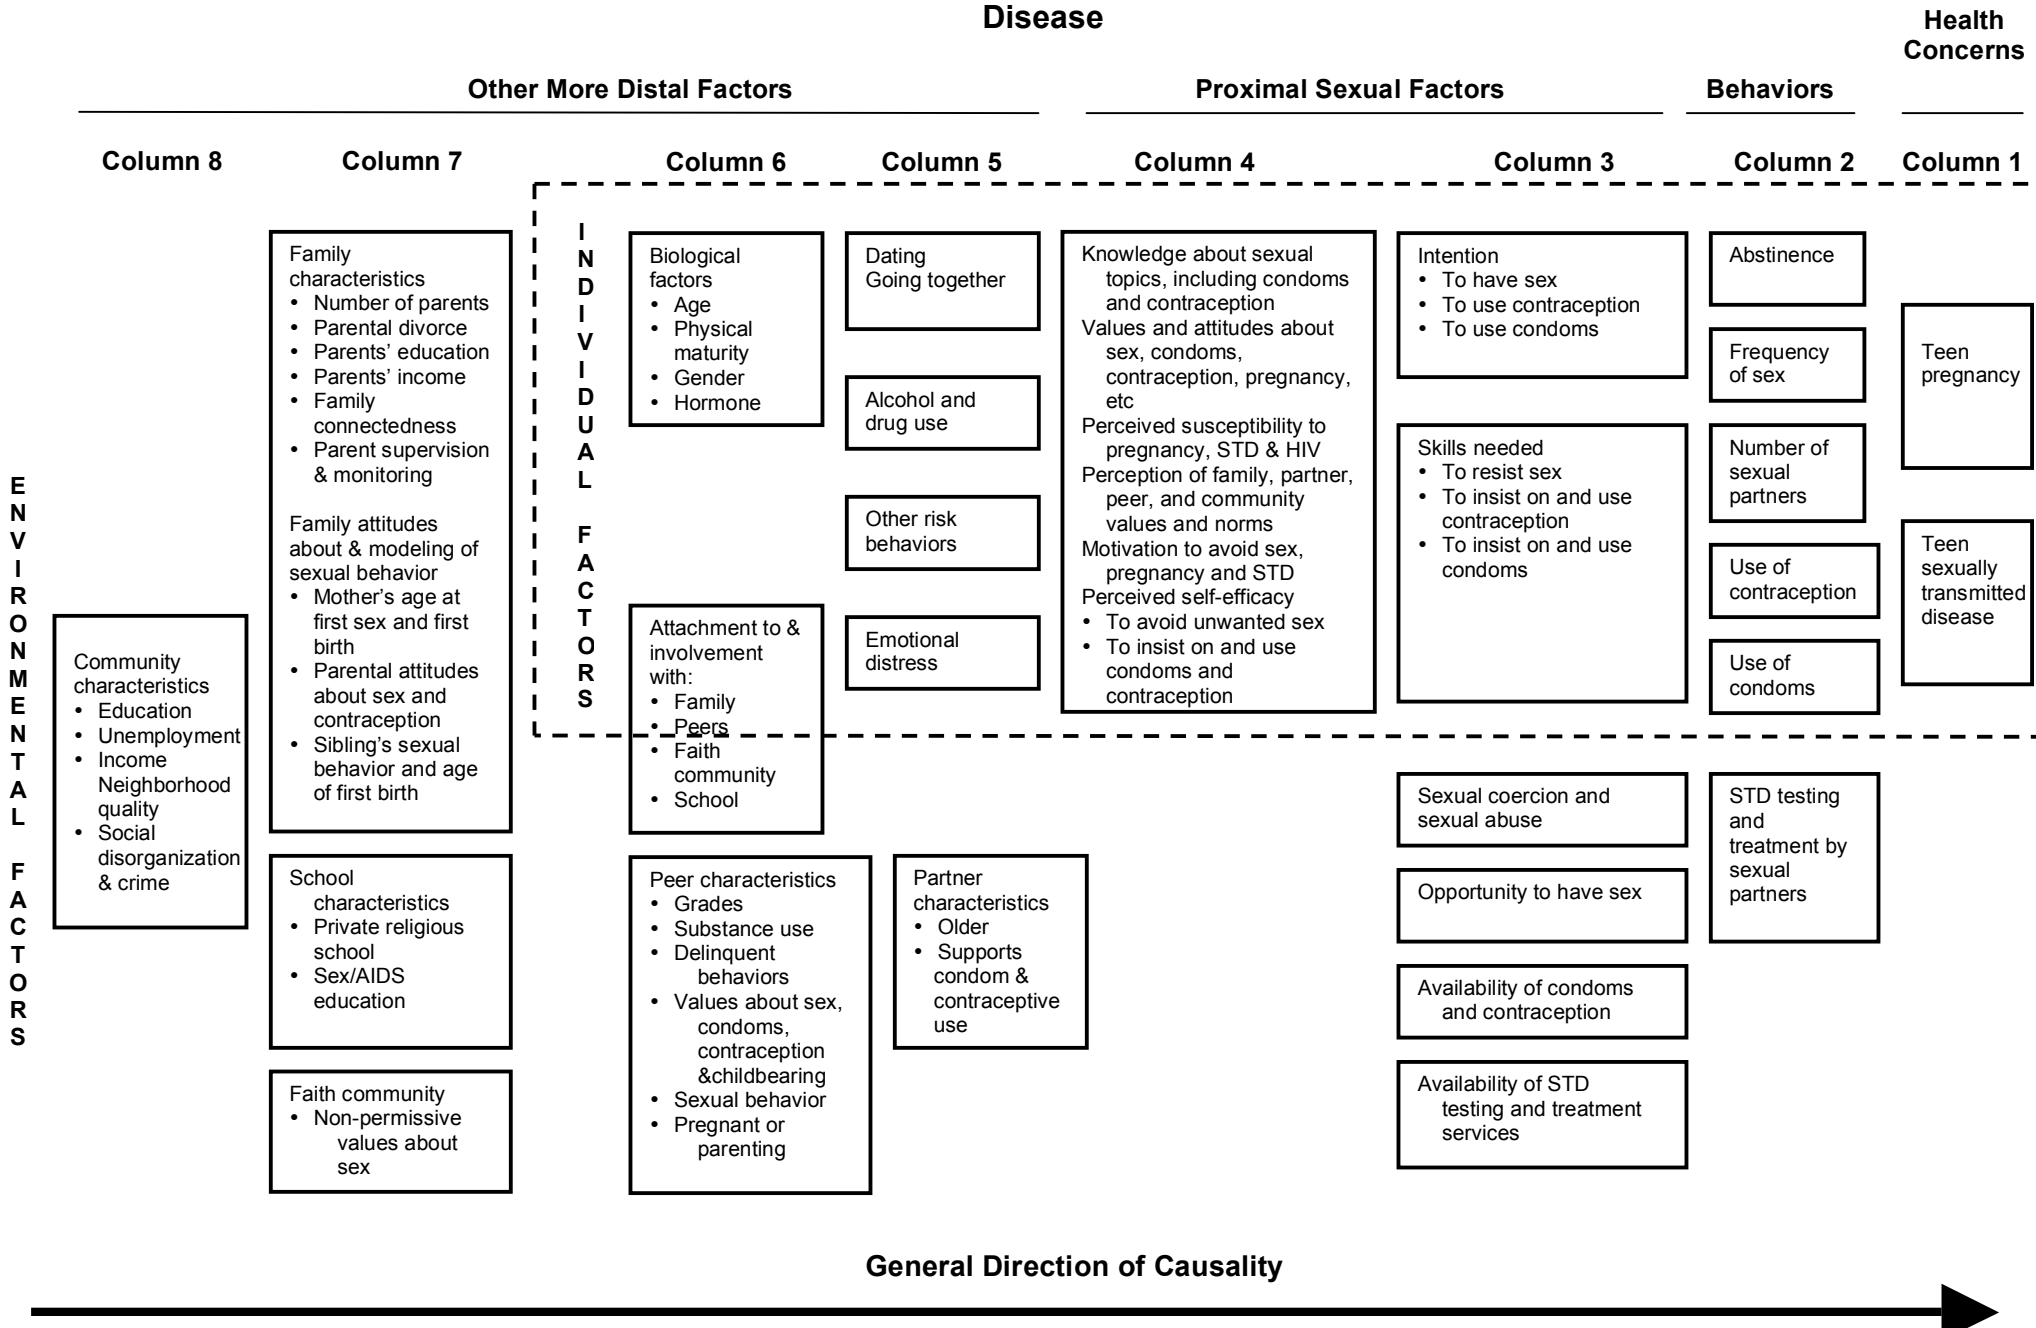 Disease
Health
Concerns
Other More Distal Factors
Proximal Sexual Factors
Behaviors
Column 8
Column 7
Column 6
Column 5
Column 4
Column 3
Column 2
Column 1
ENVIRONMENTAL FACTORS
Community
characteristics
• Education
• Unemployment
• Income
Neighborhood
quality
• Social
disorganization
& crime
Family
characteristics
• Number of parents
• Parental divorce
• Parents’ education
• Parents’ income
• Family
connectedness
• Parent supervision
& monitoring
Family attitudes
about & modeling of
sexual behavior
• Mother’s age at
first sex and first
birth
• Parental attitudes
about sex and
contraception
• Sibling’s sexual
behavior and age
of first birth
School
characteristics
• Private religious
school
• Sex/AIDS
education
Faith community
• Non-permissive
values about
sex
INDIVIDUAL FACTORS
Biological
factors
• Age
• Physical
maturity
• Gender
• Hormone
Attachment to &
involvement
with:
• Family
• Peers
• Faith
community
• School
Peer characteristics
• Grades
• Substance use
• Delinquent
behaviors
• Values about sex,
condoms,
contraception
&childbearing
• Sexual behavior
• Pregnant or
parenting
Dating
Going together
Alcohol and
drug use
Other risk
behaviors
Emotional
distress
Partner
characteristics
• Older
• Supports
condom &
contraceptive
use
Knowledge about sexual
topics, including condoms
and contraception
Values and attitudes about
sex, condoms,
contraception, pregnancy,
etc
Perceived susceptibility to
pregnancy, STD & HIV
Perception of family, partner,
peer, and community
values and norms
Motivation to avoid sex,
pregnancy and STD
Perceived self-efficacy
• To avoid unwanted sex
• To insist on and use
condoms and
contraception
Intention
• To have sex
• To use contraception
• To use condoms
Skills needed
• To resist sex
• To insist on and use
contraception
• To insist on and use
condoms
Sexual coercion and
sexual abuse
Opportunity to have sex
Availability of condoms
and contraception
Availability of STD
testing and treatment
services
Abstinence
Frequency
of sex
Number of
sexual
partners
Use of
contraception
Use of
condoms
STD testing
and
treatment by
sexual
partners
Teen
pregnancy
Teen
sexually
transmitted
disease
General Direction of Causality